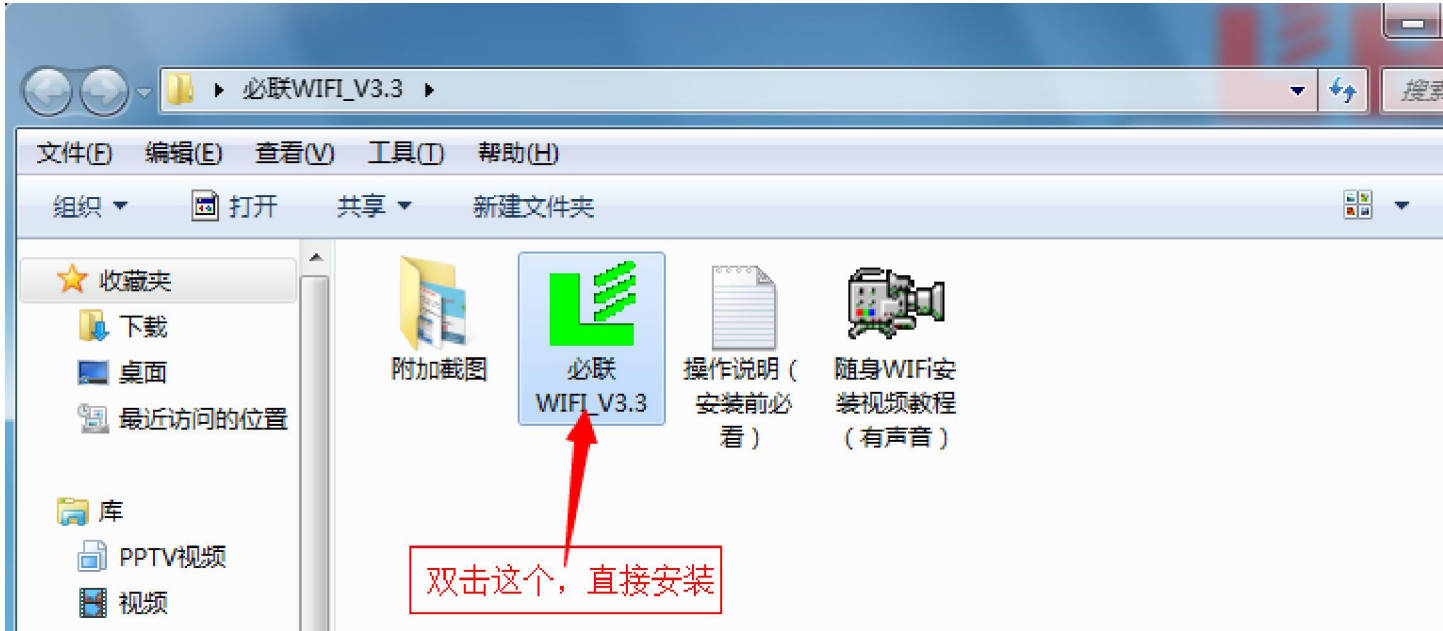 必联WIFI_V3.3
搜索
文件(F) 编辑(E) 查看(V) 工具(T) 帮助(H)
组织 打开 共享 新建文件夹
收藏夹
下载
桌面
最近访问的位置
库
PPTV视频
视频
附加截图
必联
WIFI_V3.3
操作说明（
安装前必
看）
随身WIFi安
装视频教程
（有声音）
双击这个，直接安装